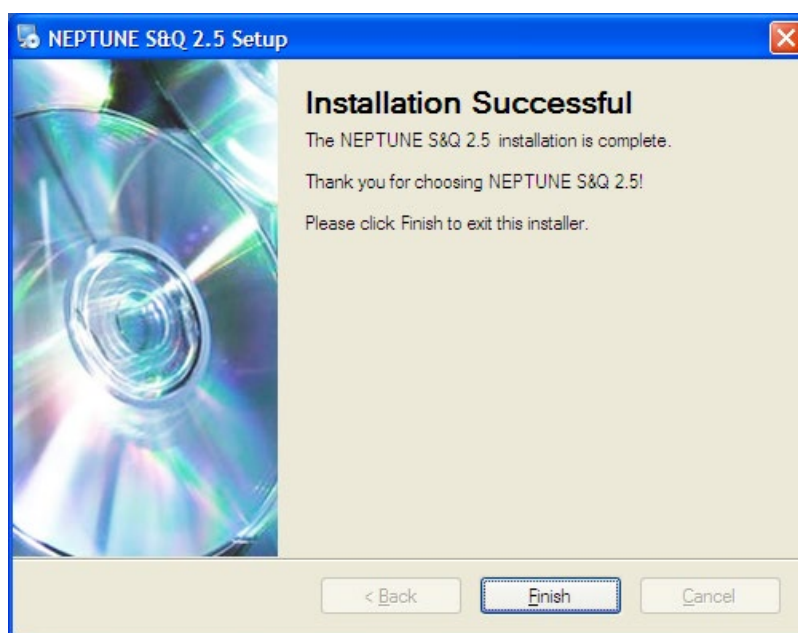 NEPTUNE S&Q 2.5 Setup
Installation Successful
The NEPTUNE S&Q 2.5 installation is complete.
Thank you for choosing NEPTUNE S&Q 2.5!
Please click Finish to exit this installer.
< Back Finish Cancel